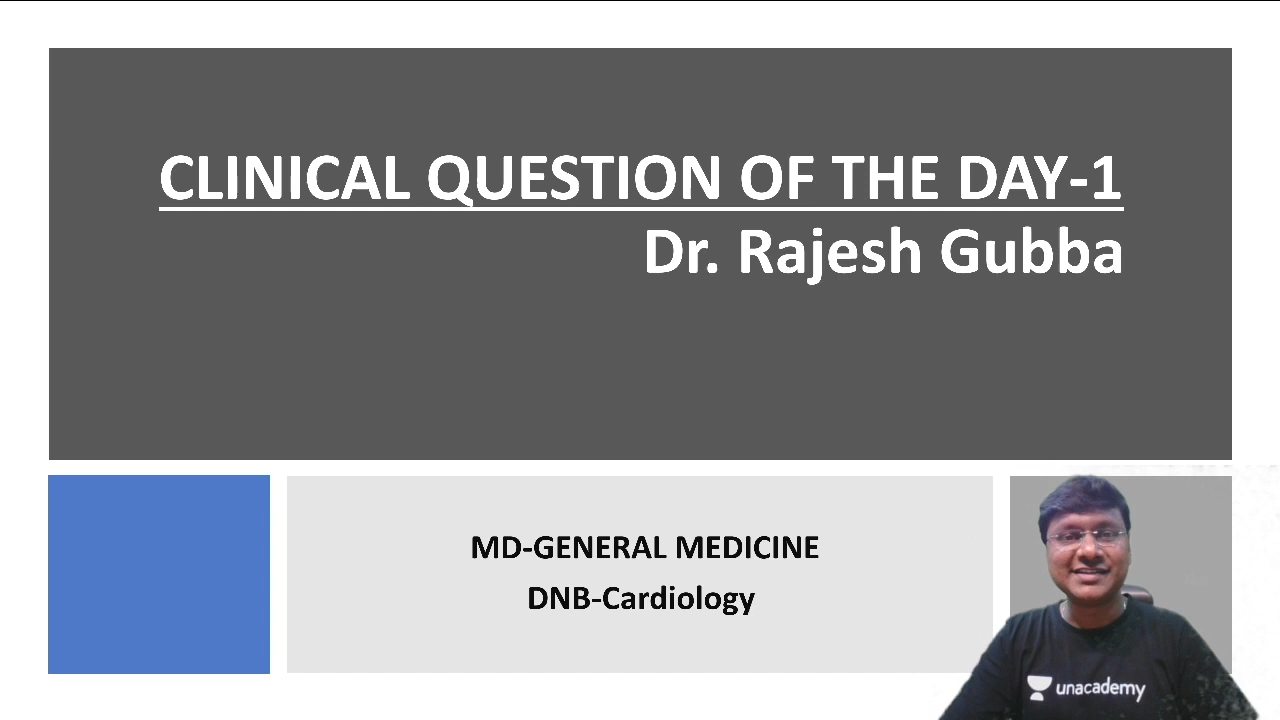 CLINICAL QUESTION OF THE DAY-1
Dr. Rajesh Gubba
MD-GENERAL MEDICINE
DNB-Cardiology
unacademy